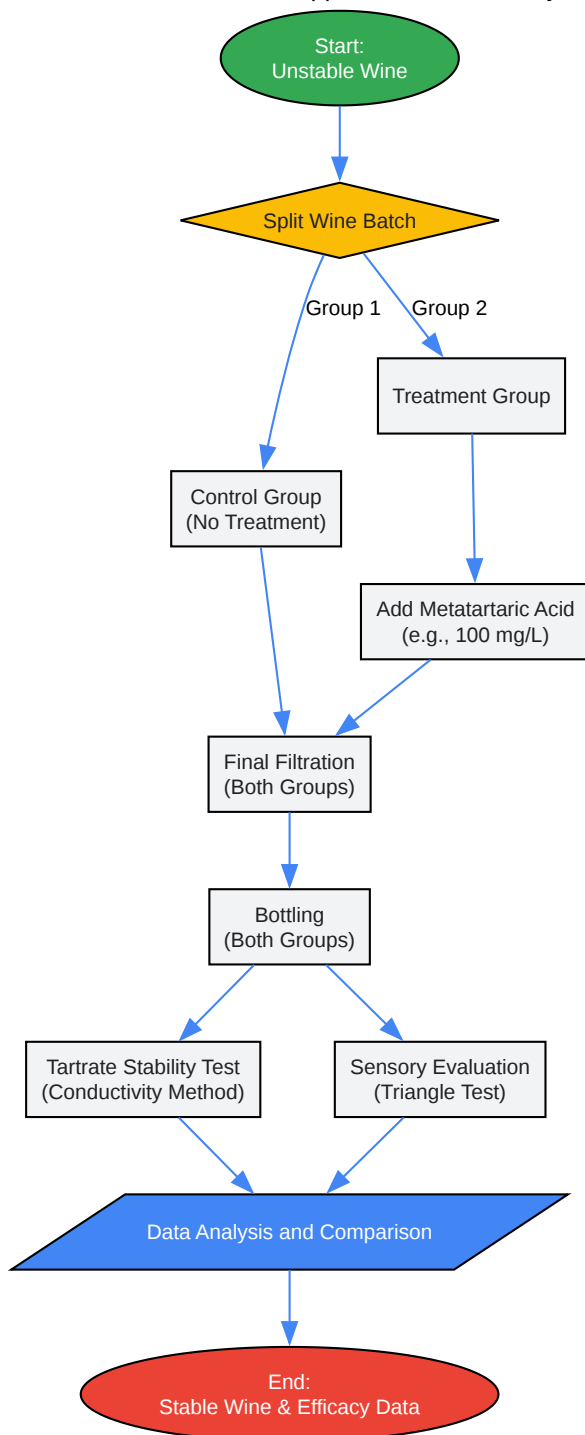 Start:
Unstable Wine
Split Wine Batch
Group 1
Group 2
Treatment Group
Control Group
(No Treatment)
Add Metatartaric Acid
(e.g., 100 mg/L)
Final Filtration
(Both Groups)
Bottling
(Both Groups)
Tartrate Stability Test
(Conductivity Method)
Sensory Evaluation
(Triangle Test)
Data Analysis and Comparison
End:
Stable Wine & Efficacy Data